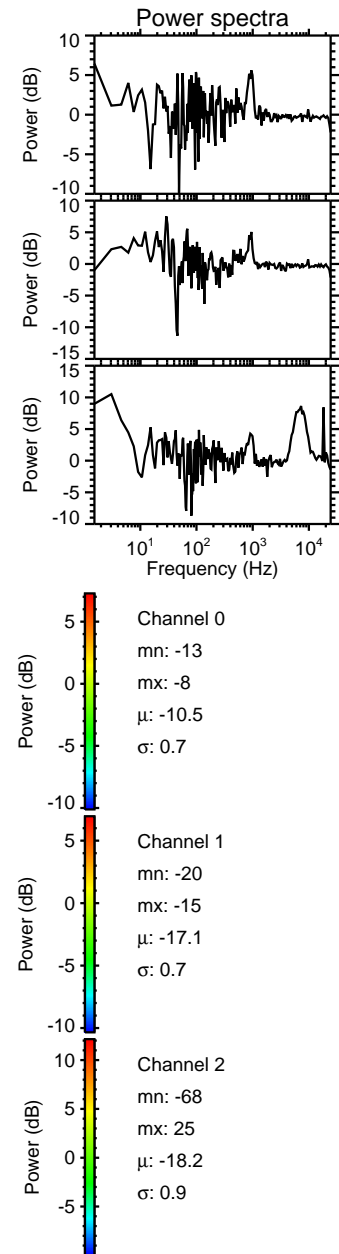 Power spectra
10
5
0
-5
-10
Power (dB)
15
10
5
0
-5
-10
-15
Power (dB)
15
10
5
0
-5
-10
Power (dB)
10¹ 10² 10³ 10⁴
Frequency (Hz)
5
0
-5
-10
Power (dB)
Channel 0
mn: -13
mx: -8
μ: -10.5
σ: 0.7
5
0
-5
-10
Power (dB)
Channel 1
mn: -20
mx: -15
μ: -17.1
σ: 0.7
10
5
0
-5
Power (dB)
Channel 2
mn: -68
mx: 25
μ: -18.2
σ: 0.9